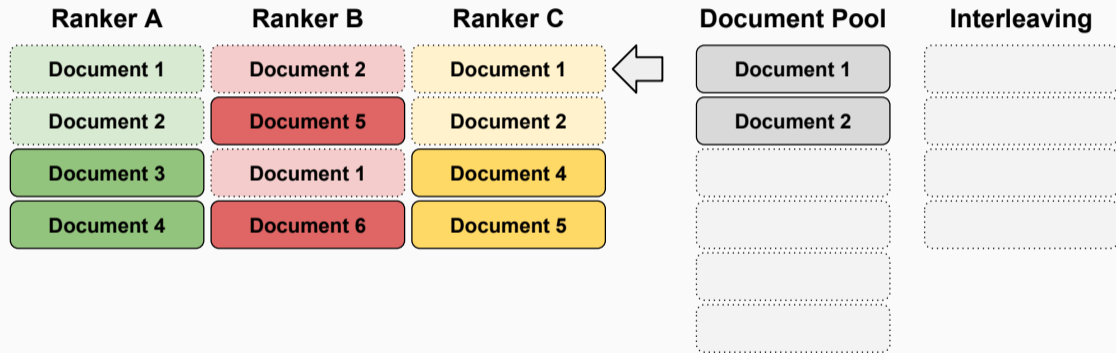 Ranker A Ranker B Ranker C Document Pool Interleaving
Document 1 Document 2 Document 1 Document 1
Document 2 Document 5 Document 2 Document 2
Document 3 Document 1 Document 4
Document 4 Document 6 Document 5